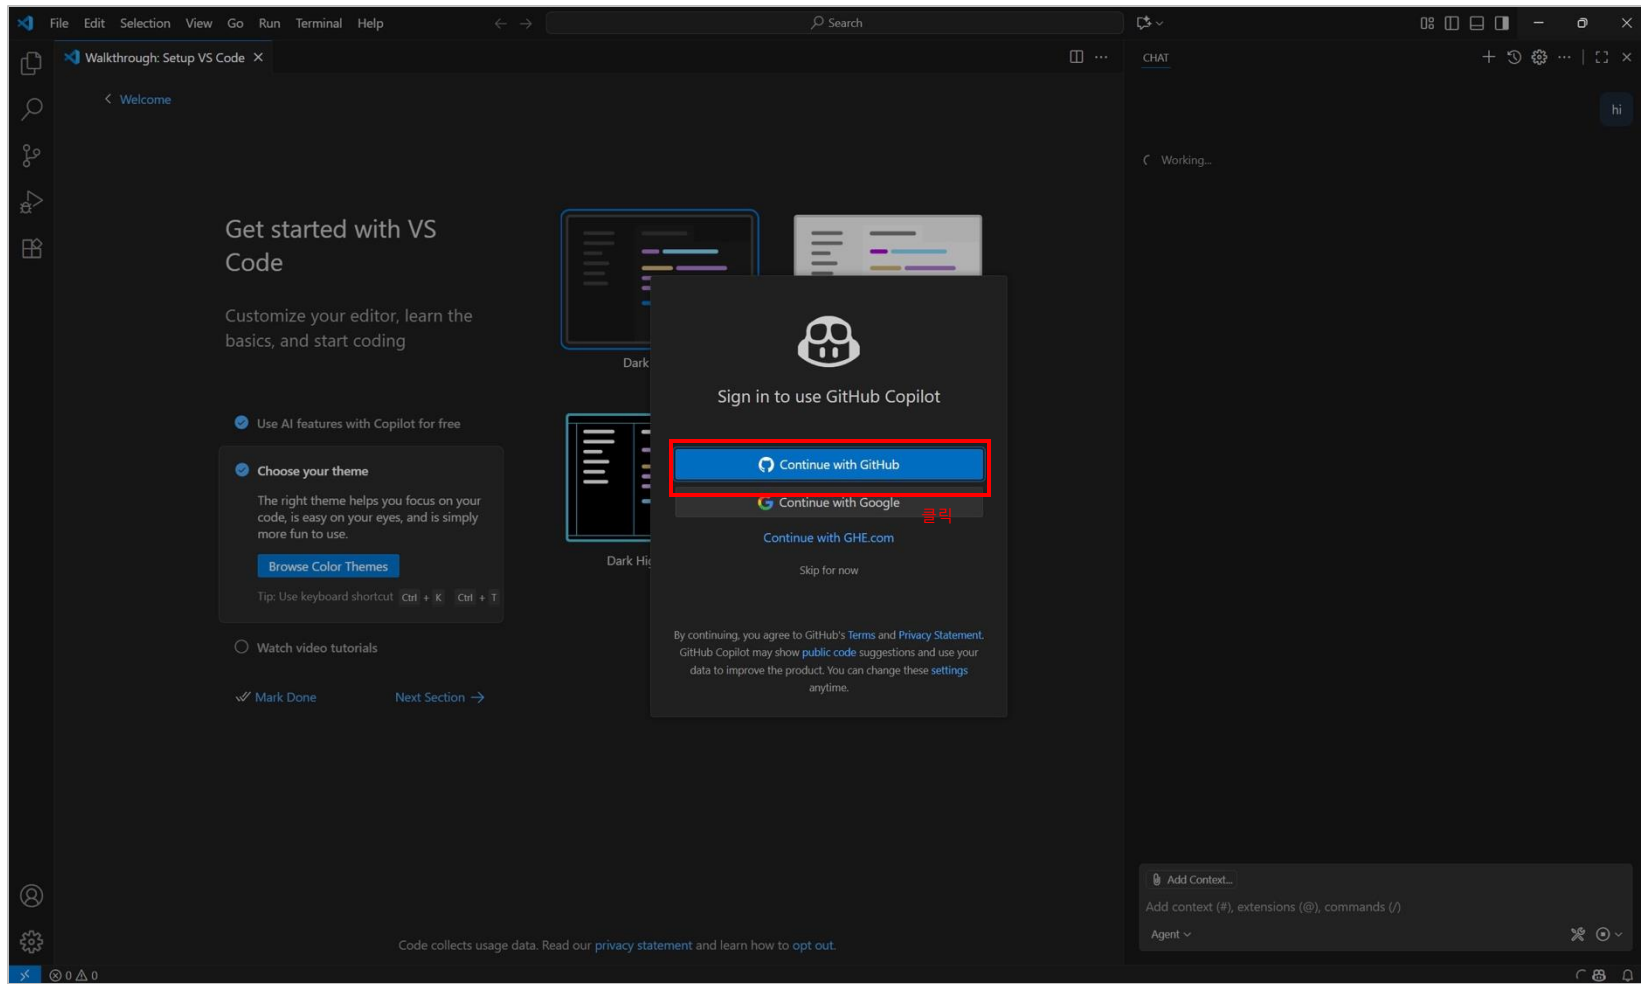 File Edit Selection View Go Run Terminal Help
Search
Walkthrough: Setup VS Code
CHAT
Welcome
hi
Working...
Get started with VS
Code
Customize your editor, learn the
basics, and start coding
Dark
Use AI features with Copilot for free
Choose your theme
The right theme helps you focus on your
code, is easy on your eyes, and is simply
more fun to use.
Browse Color Themes
Tip: Use keyboard shortcut Ctrl + K Ctrl + T
Watch video tutorials
Mark Done Next Section
Dark Hig
Sign in to use GitHub Copilot
Continue with GitHub
Continue with Google
클릭
Continue with GHE.com
Skip for now
By continuing, you agree to GitHub's Terms and Privacy Statement.
GitHub Copilot may show public code suggestions and use your
data to improve the product. You can change these settings
anytime.
Add Context...
Add context (#), extensions (@), commands (/)
Agent
Code collects usage data. Read our privacy statement and learn how to opt out.
0 0